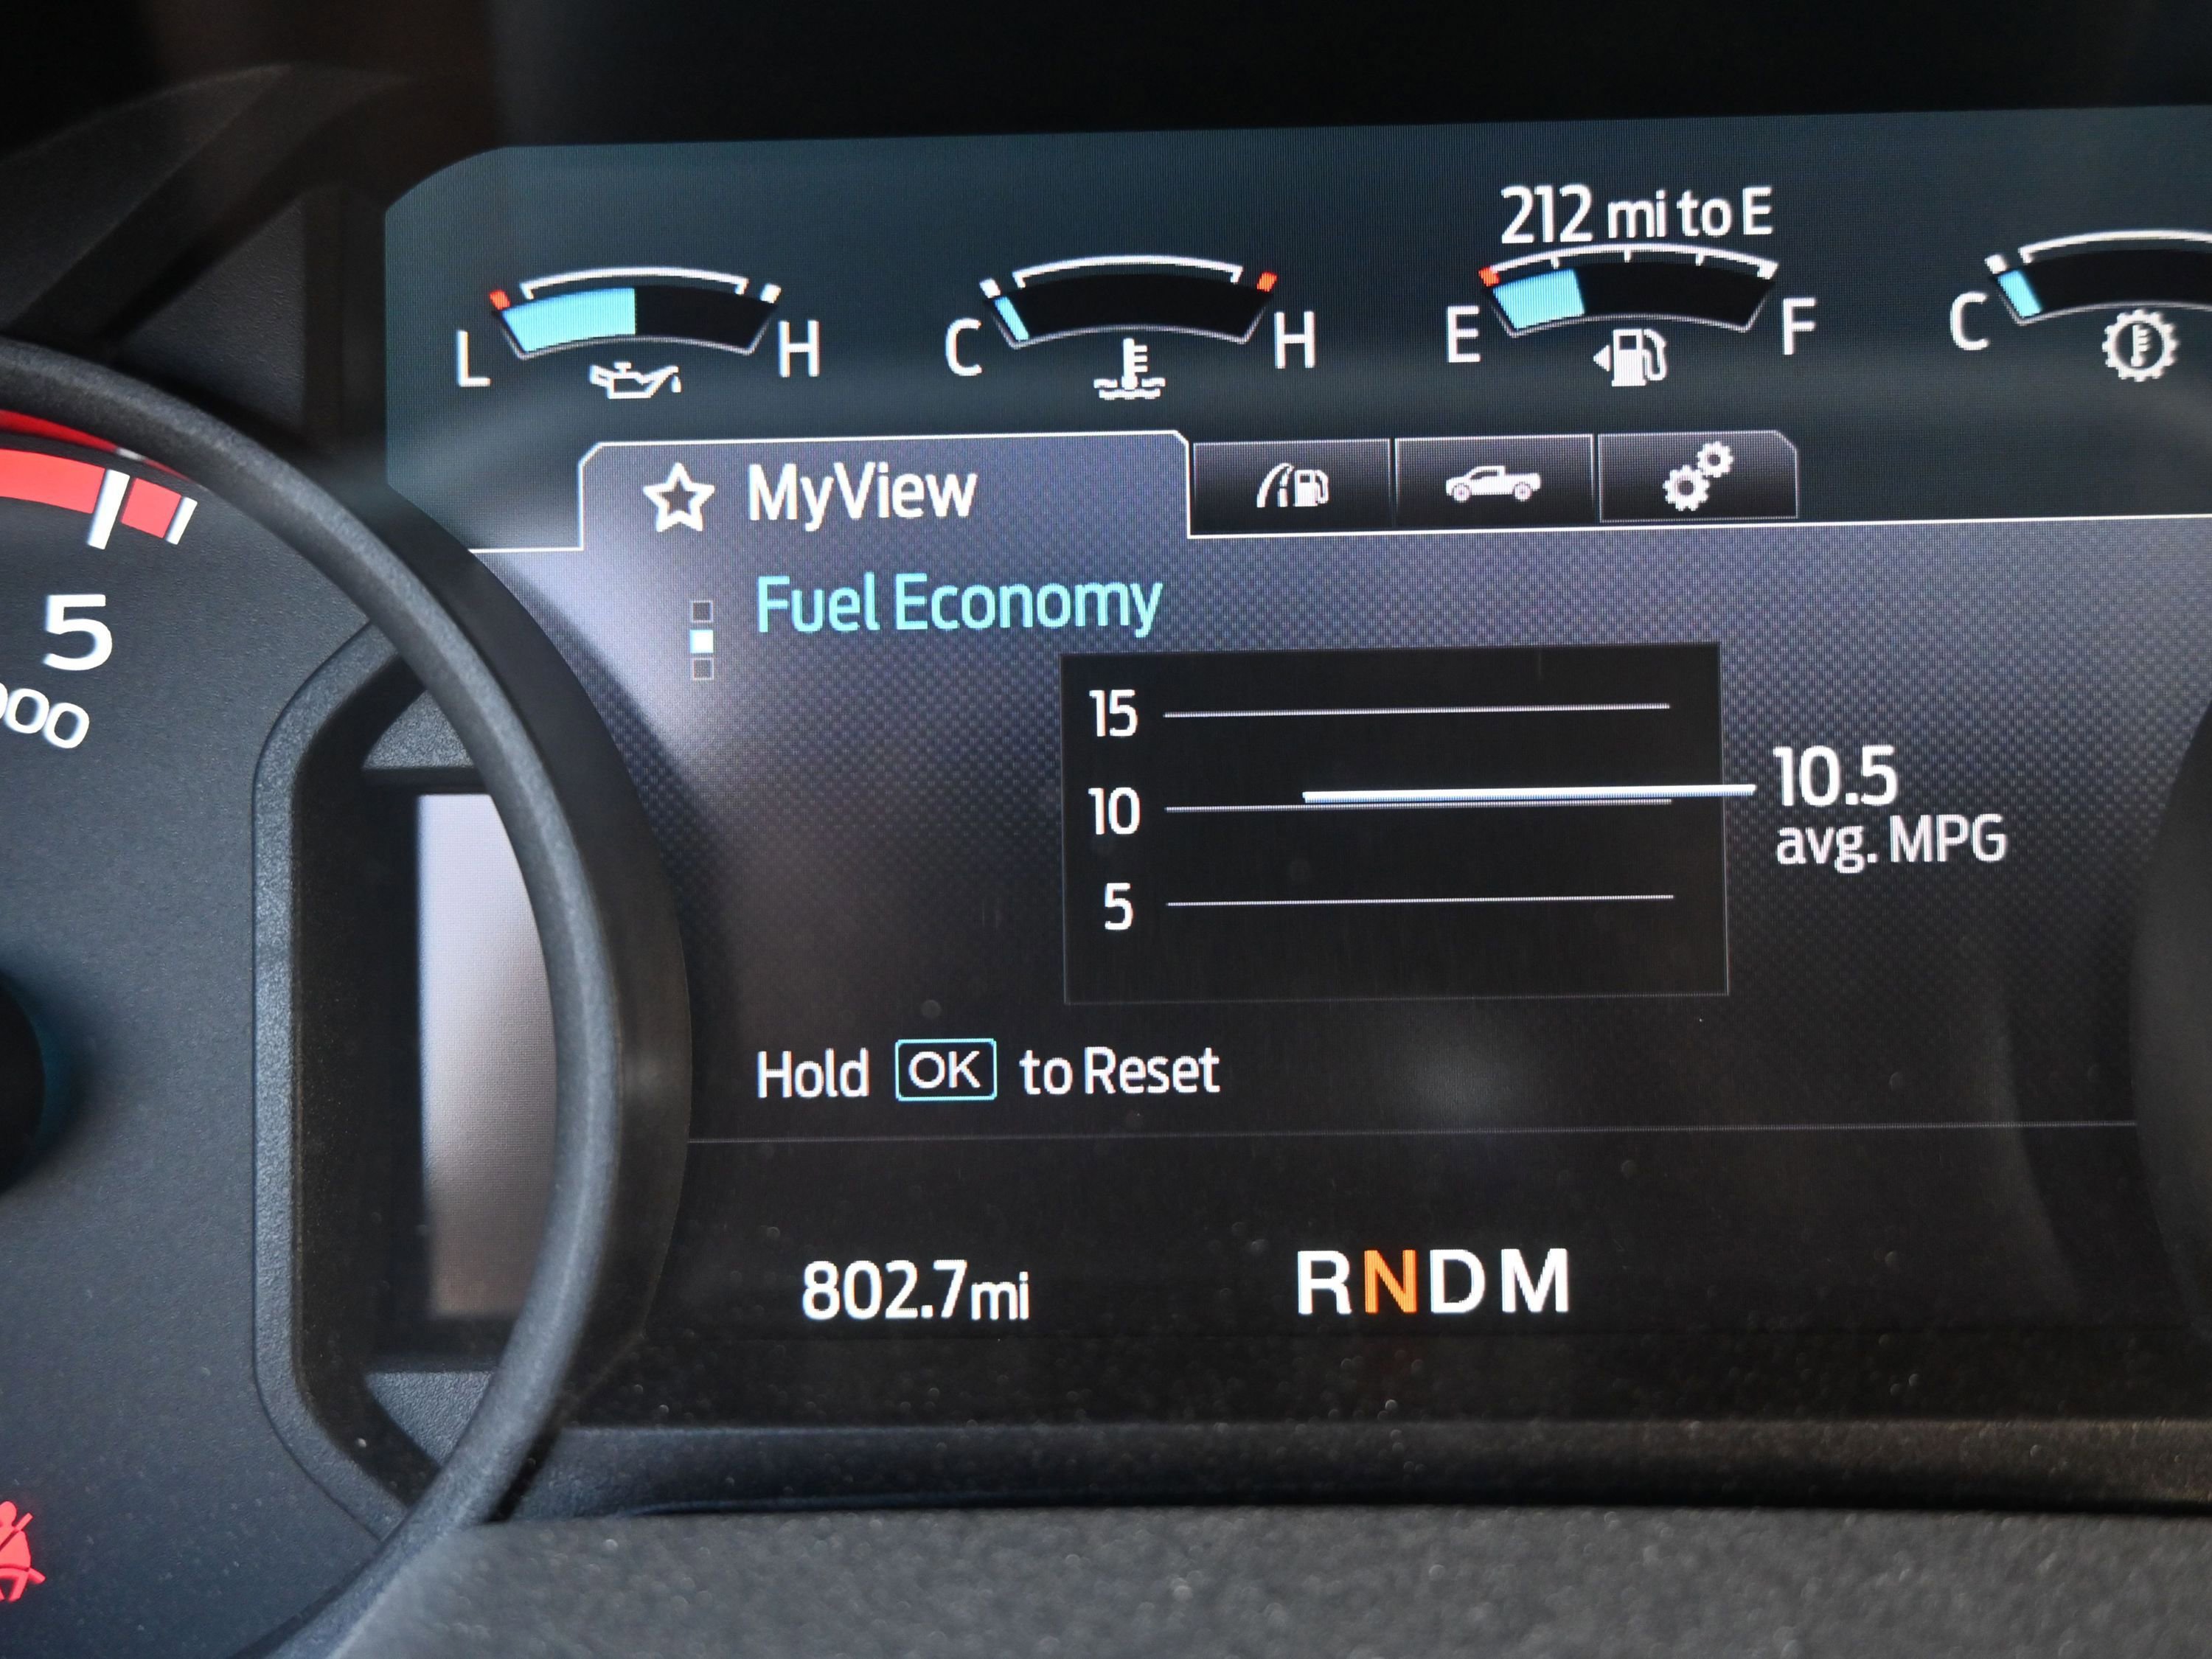 212 mi to E
L H
C H
E F
C
MyView
5
000
Fuel Economy
15
10
5
10.5
avg. MPG
Hold OK to Reset
802.7mi
R N D M